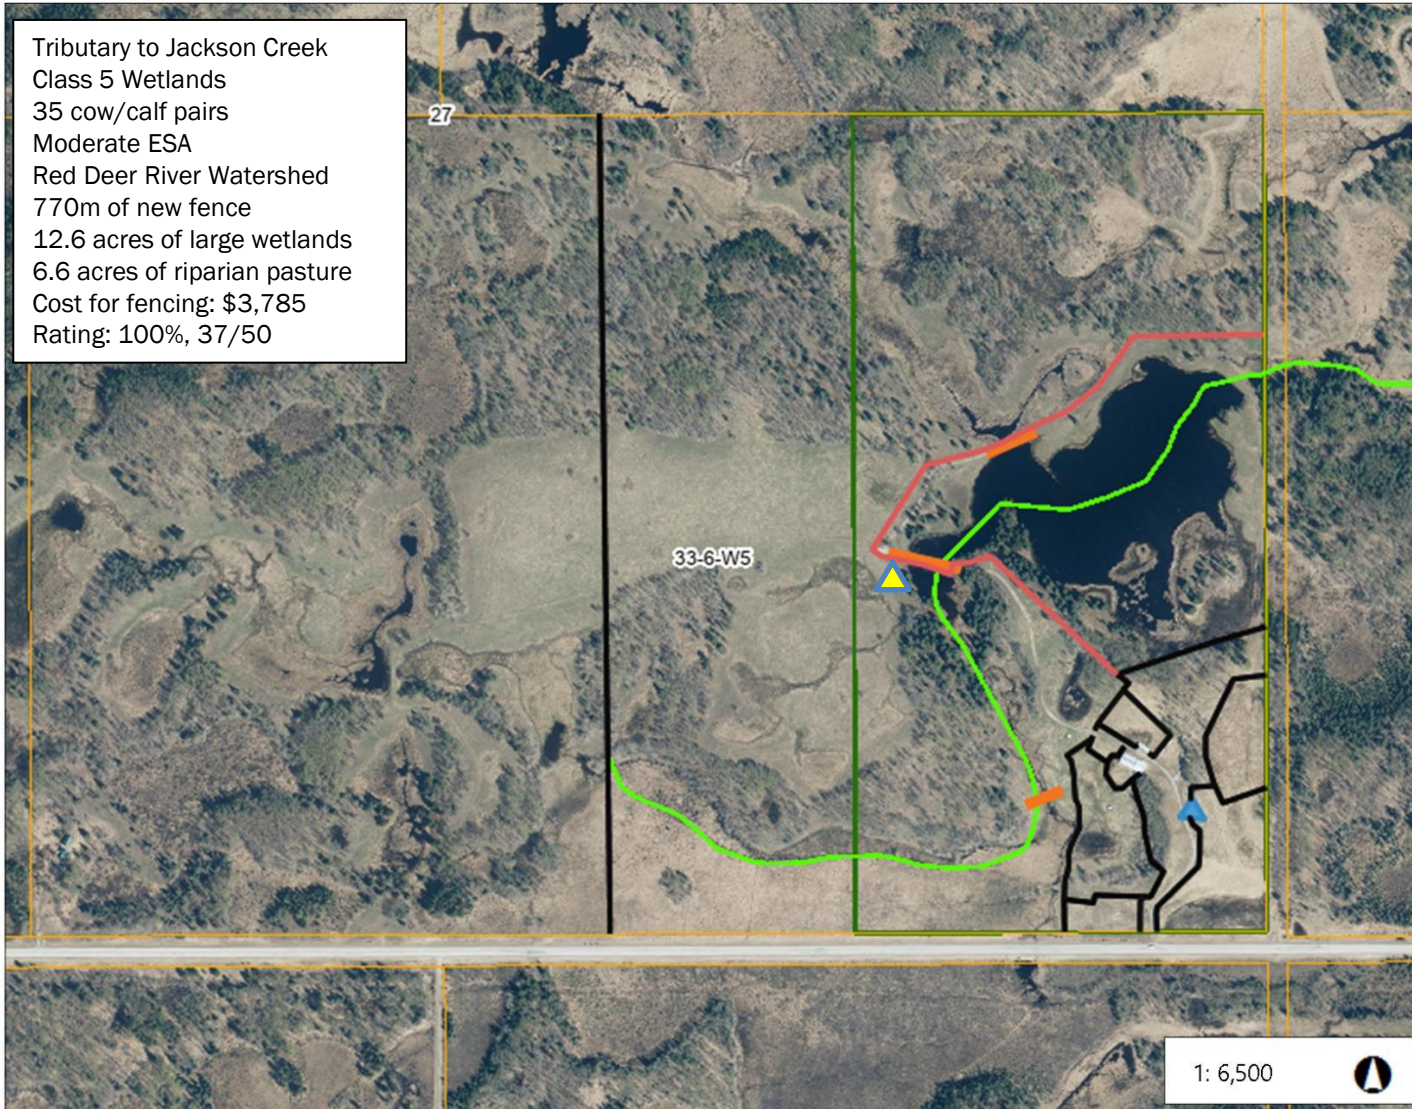 Tributary to Jackson Creek
Class 5 Wetlands
35 cow/calf pairs
Moderate ESA
Red Deer River Watershed
770m of new fence
12.6 acres of large wetlands
6.6 acres of riparian pasture
Cost for fencing: $3,785
Rating: 100%, 37/50
27
33-6-W5
1: 6,500